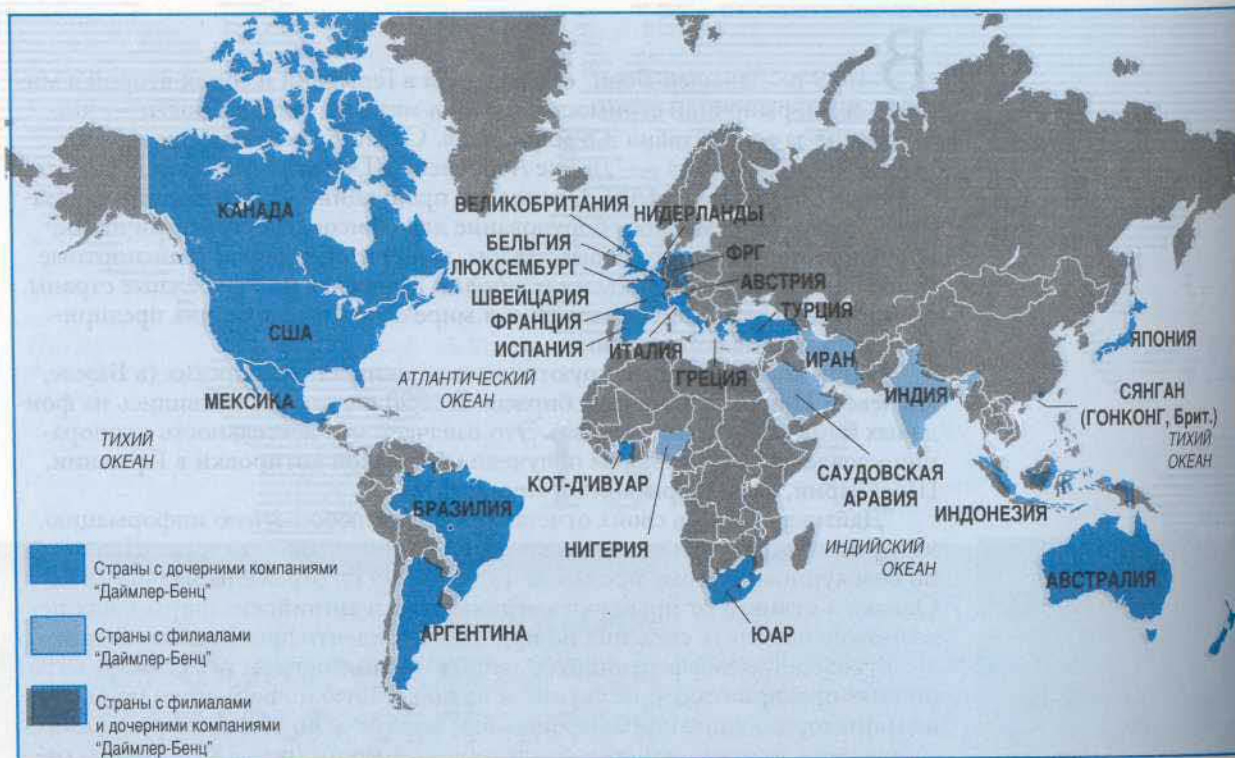 КАНАДА
США
МЕКСИКА
ТИХИЙ
ОКЕАН
АТЛАНТИЧЕСКИЙ
ОКЕАН
ВЕЛИКОБРИТАНИЯ
НИДЕРЛАНДЫ
БЕЛЬГИЯ
ФРГ
ЛЮКСЕМБУРГ
АВСТРИЯ
ШВЕЙЦАРИЯ
ТУРЦИЯ
ФРАНЦИЯ
ИСПАНИЯ
ИТАЛИЯ
ИРАН
ГРЕЦИЯ
ИНДИЯ
ЯПОНИЯ
СЯНГАН
(ГОНКОНГ, Брит.)
ТИХИЙ
ОКЕАН
КОТ-Д'ИВУАР
САУДОВСКАЯ
АРАВИЯ
ИНДОНЕЗИЯ
БРАЗИЛИЯ
НИГЕРИЯ
ИНДИЙСКИЙ
ОКЕАН
АВСТРАЛИЯ
АРГЕНТИНА
ЮАР
Страны с дочерними компаниями
"Даймлер-Бенц"
Страны с филиалами
"Даймлер-Бенц"
Страны с филиалами
и дочерними компаниями
"Даймлер-Бенц"